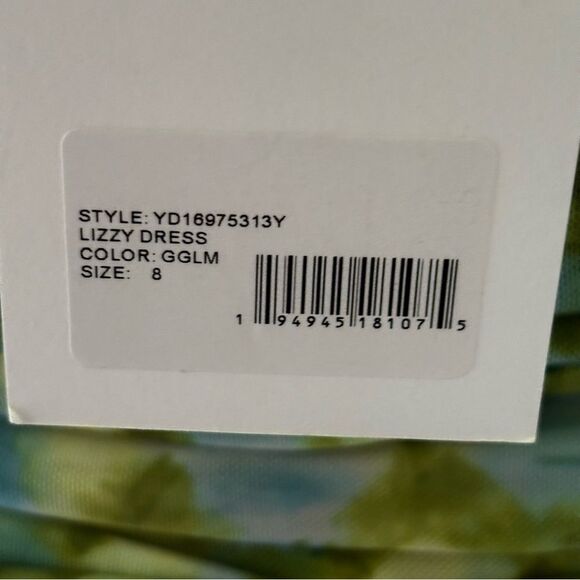 STYLE: YD16975313Y
LIZZY DRESS
COLOR: GGLM
SIZE: 8
1 94945 18107 5